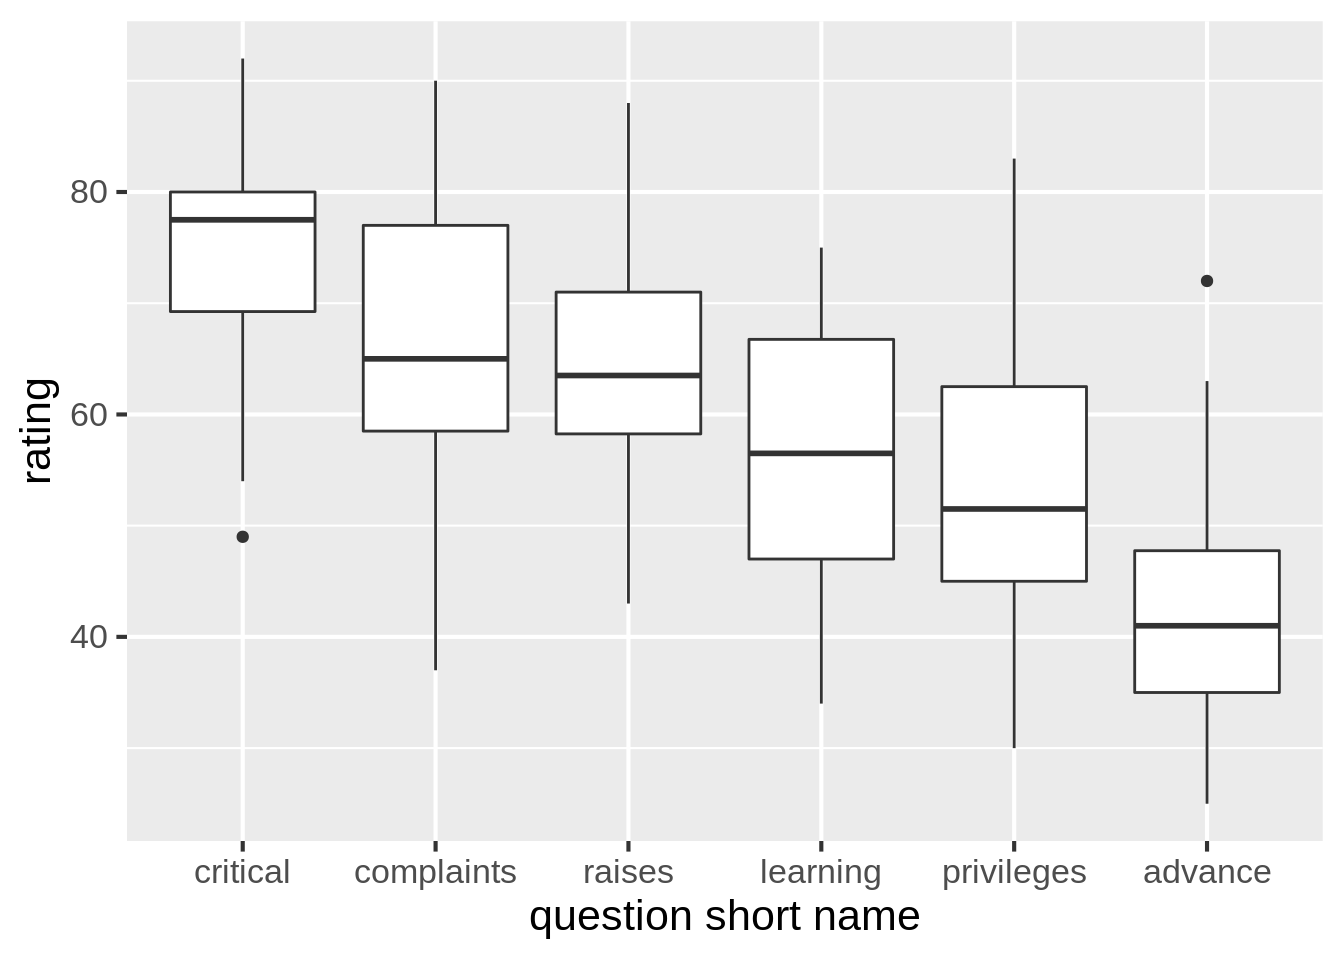 rating
80
60
40
critical complaints raises learning privileges advance
question short name